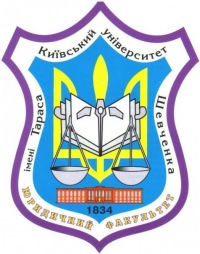 Київський університет
імені Тараса Шевченка
1834
ЮРИДИЧНИЙ ФАКУЛЬТЕТ